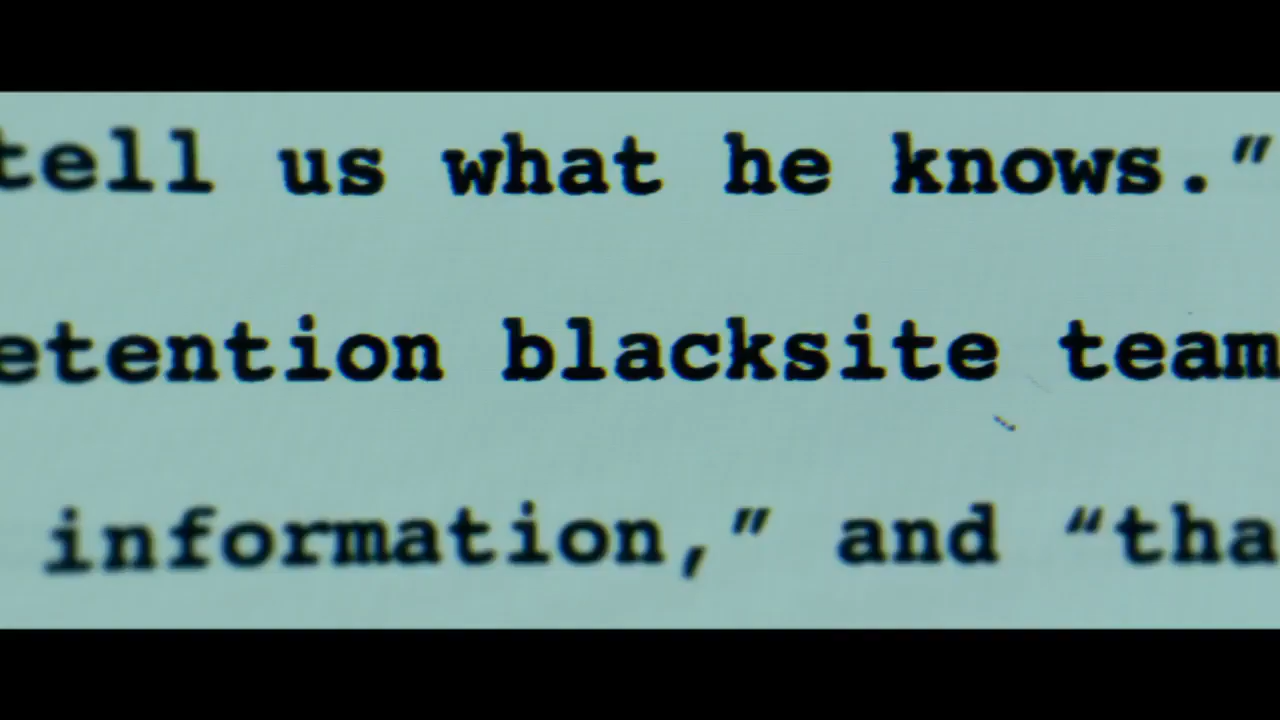 tell us what he knows.”
etention blacksite team
information,” and “tha